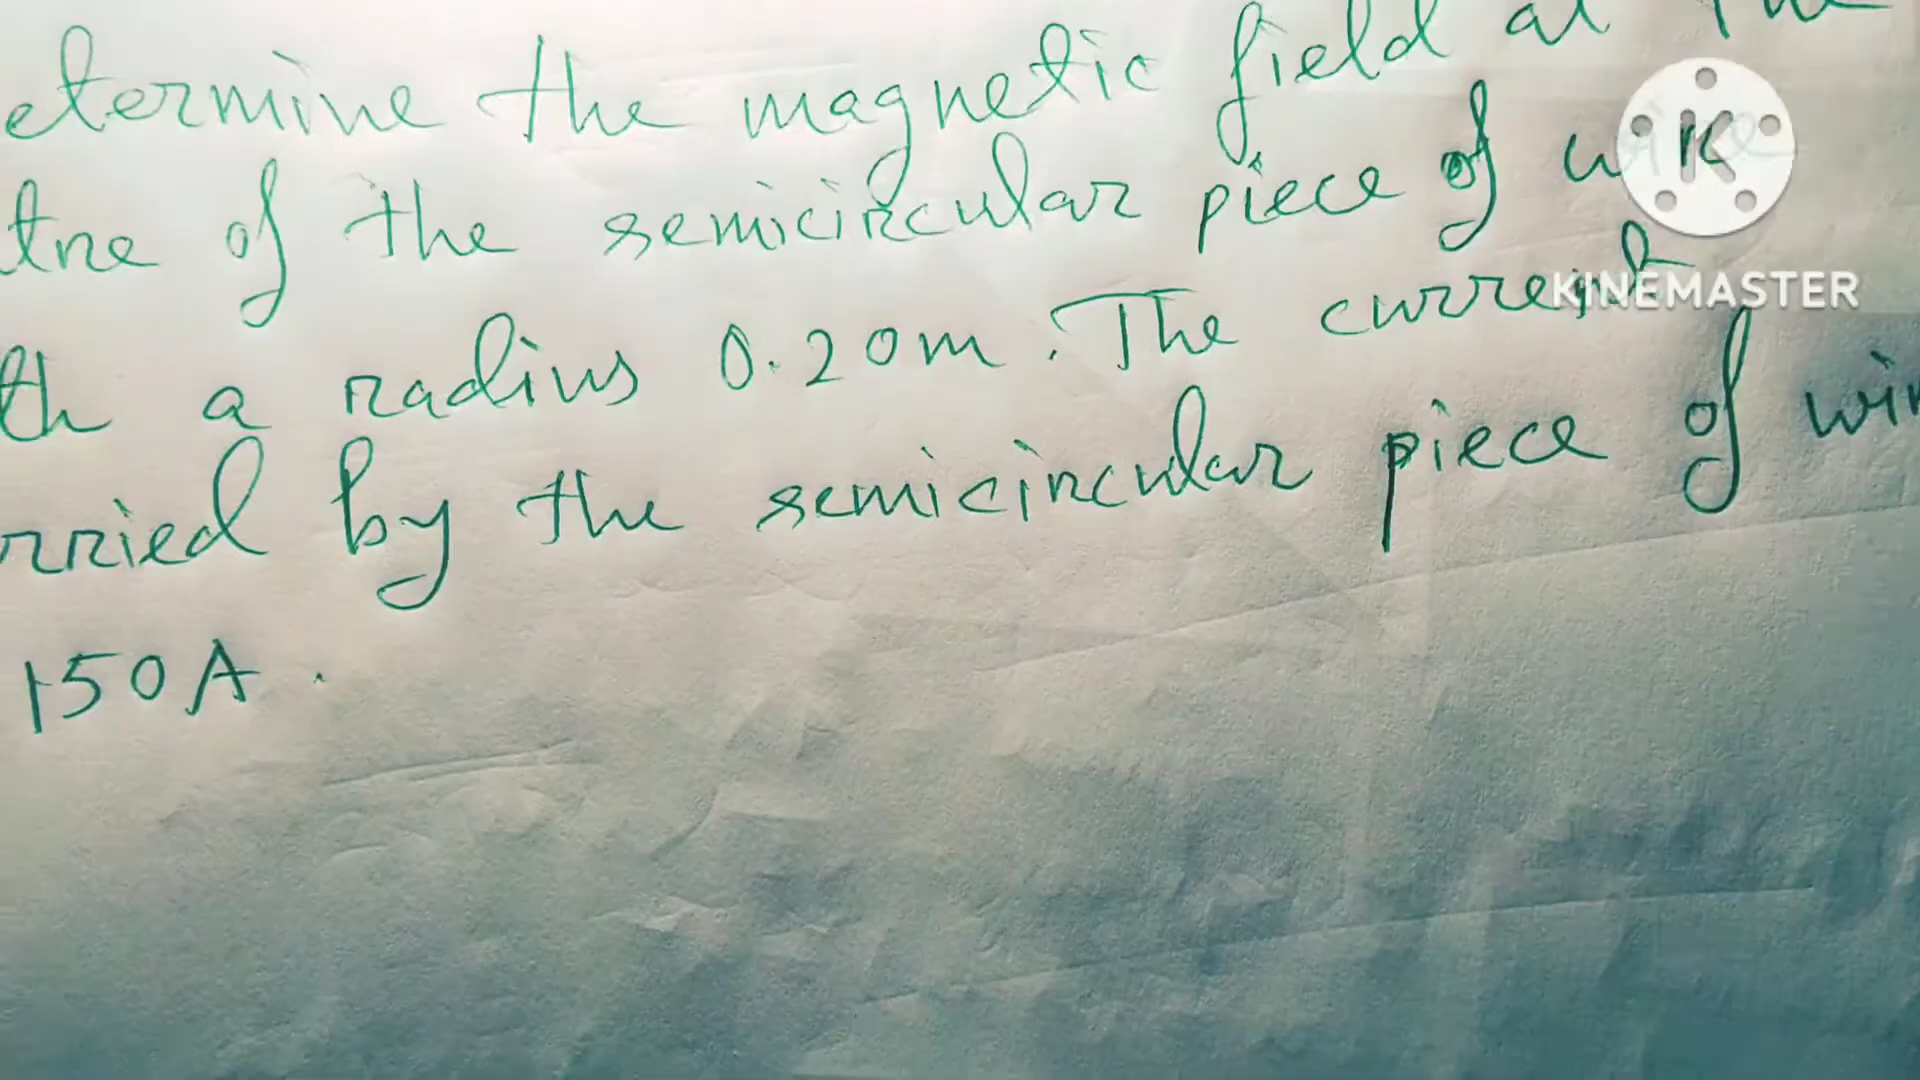 etermine the magnetic field at the
tre of the semicircular piece of wire
th a radius 0.20m. The current
rried by the semicircular piece of wir
150A.
K
KINEMASTER